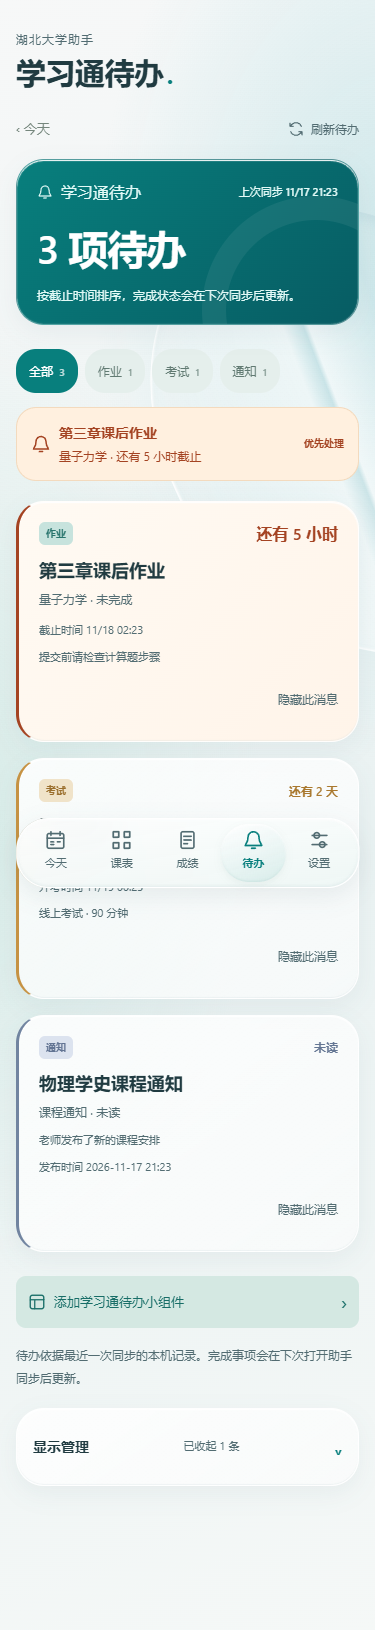 湖北大学助手
学习通待办.
‹ 今天
刷新待办
学习通待办
上次同步 11/17 21:23
3 项待办
按截止时间排序，完成状态会在下次同步后更新。
全部 3
作业 1
考试 1
通知 1
第三章课后作业
量子力学 · 还有 5 小时截止
优先处理
作业
还有 5 小时
第三章课后作业
量子力学 · 未完成
截止时间 11/18 02:23
提交前请检查计算题步骤
隐藏此消息
考试
还有 2 天
今天
课表
成绩
待办
设置
线上考试 · 90 分钟
隐藏此消息
通知
未读
物理学史课程通知
课程通知 · 未读
老师发布了新的课程安排
发布时间 2026-11-17 21:23
隐藏此消息
添加学习通待办小组件 ›
待办依据最近一次同步的本机记录。完成事项会在下次打开助手
同步后更新。
显示管理
已收起 1 条